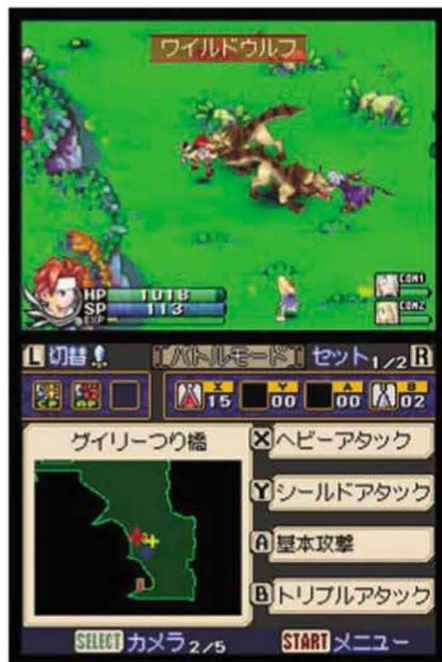 ワイルドウルフ
HP 1018
SP 113
EXP
COM1
COM2
L 切替 バトルモード セット1/2 R
CP AP X 15 Y 00 A 00 B 02
グイリーつり橋
X ヘビーアタック
Y シールドアタック
A 基本攻撃
B トリプルアタック
SELECT カメラ2/5 START メニュー